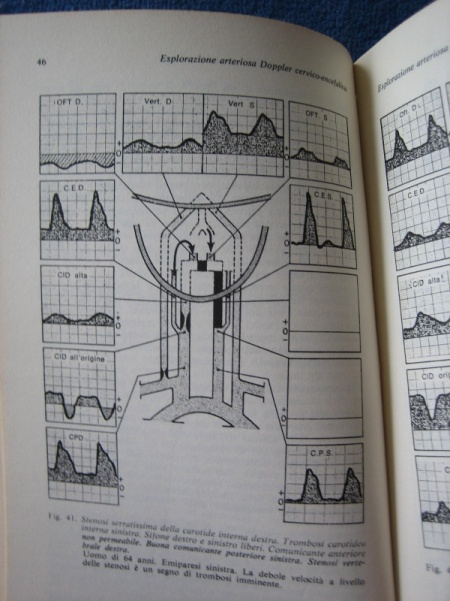 46
Esplorazione arteriosa Doppler cervico-encefalica
OFT D.
Vert. D
Vert S
OFT. S
C.E.D.
C.E.S.
CID alta
CID all'origine
CPD
C.P.S.
Fig. 41. Stenosi serratissima della carotide interna destra. Trombosi carotidea
interna sinistra. Sifone destro e sinistro liberi. Comunicante anteriore
non permeabile. Buona comunicante posteriore sinistra. Stenosi verte-
brale destra.
Uomo di 64 anni. Emiparesi sinistra. La debole velocità a livello
delle stenosi è un segno di trombosi imminente.
Esplorazione arteriosa
Oft. D.
CED
CID alta
CID orig
C
Fig. 4